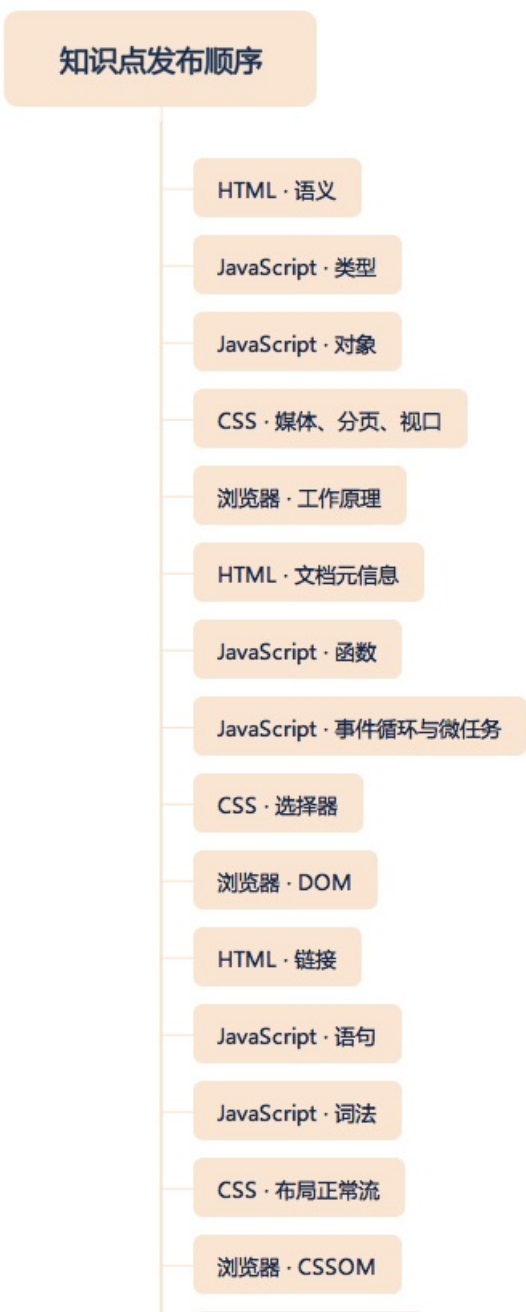 知识点发布顺序
HTML · 语义
JavaScript · 类型
JavaScript · 对象
CSS · 媒体、分页、视口
浏览器 · 工作原理
HTML · 文档元信息
JavaScript · 函数
JavaScript · 事件循环与微任务
CSS · 选择器
浏览器 · DOM
HTML · 链接
JavaScript · 语句
JavaScript · 词法
CSS · 布局正常流
浏览器 · CSSOM